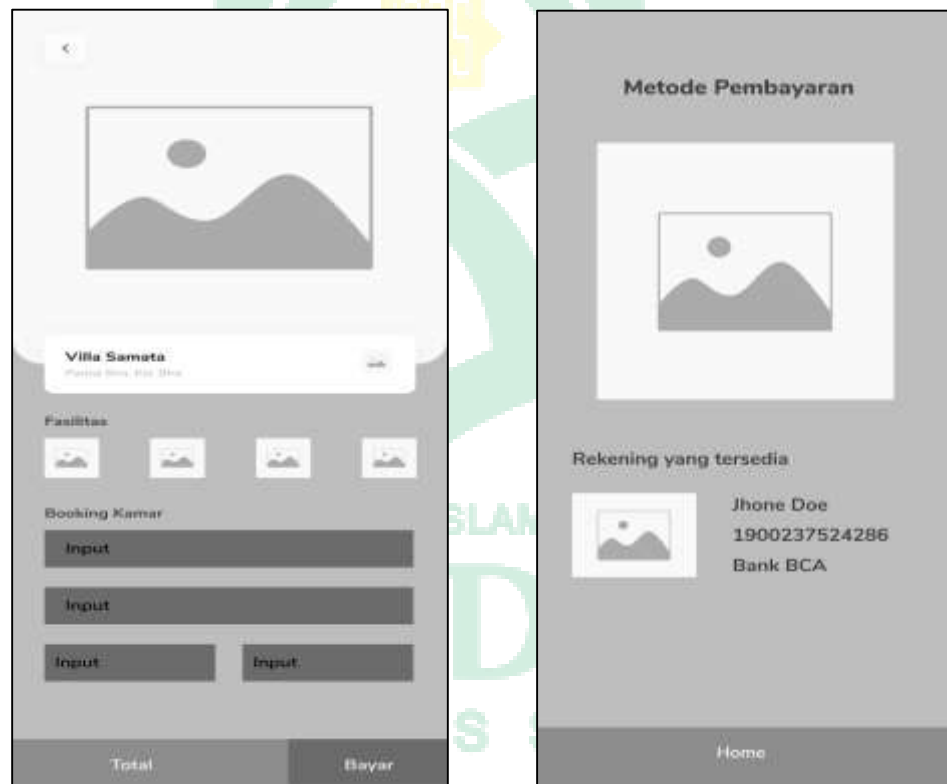 Villa Samata
Fasilitas
Booking Kamar
Input
Input
Input Input
Total Bayar
Metode Pembayaran
Rekening yang tersedia
Jhone Doe
1900237524286
Bank BCA
Home
SLAM
D
S S